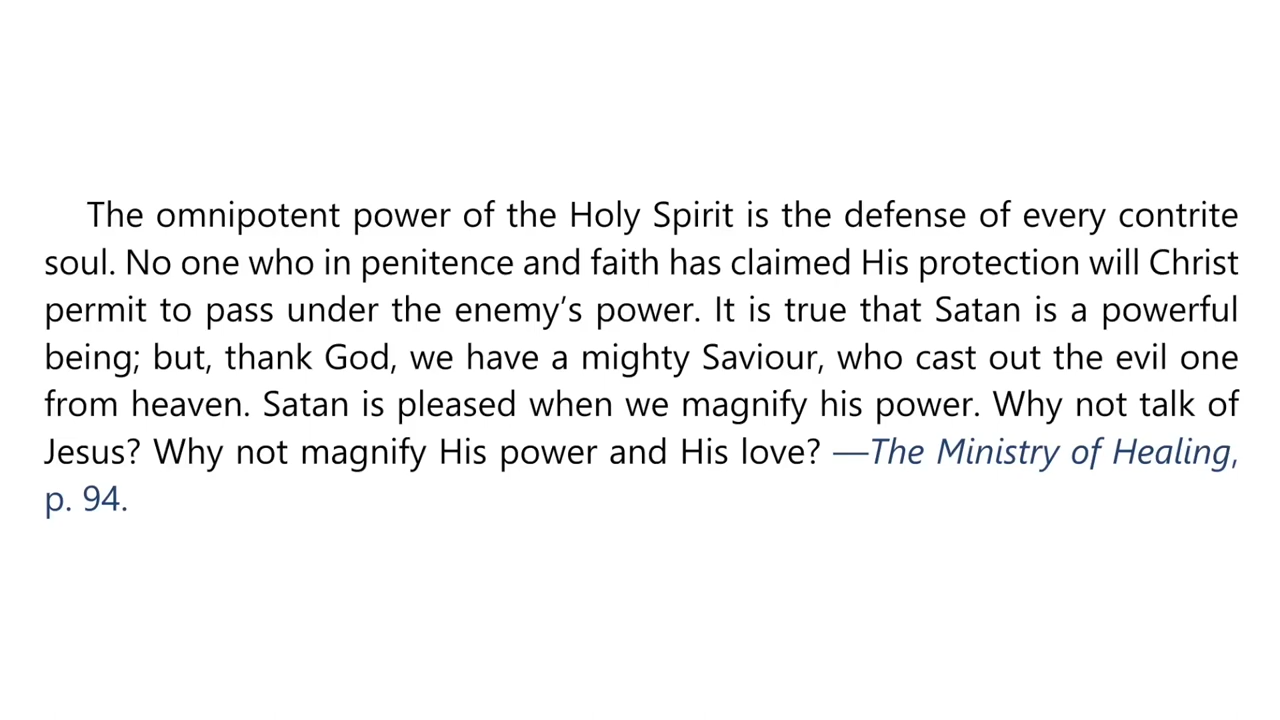 The omnipotent power of the Holy Spirit is the defense of every contrite
soul. No one who in penitence and faith has claimed His protection will Christ
permit to pass under the enemy’s power. It is true that Satan is a powerful
being; but, thank God, we have a mighty Saviour, who cast out the evil one
from heaven. Satan is pleased when we magnify his power. Why not talk of
Jesus? Why not magnify His power and His love? —The Ministry of Healing,
p. 94.